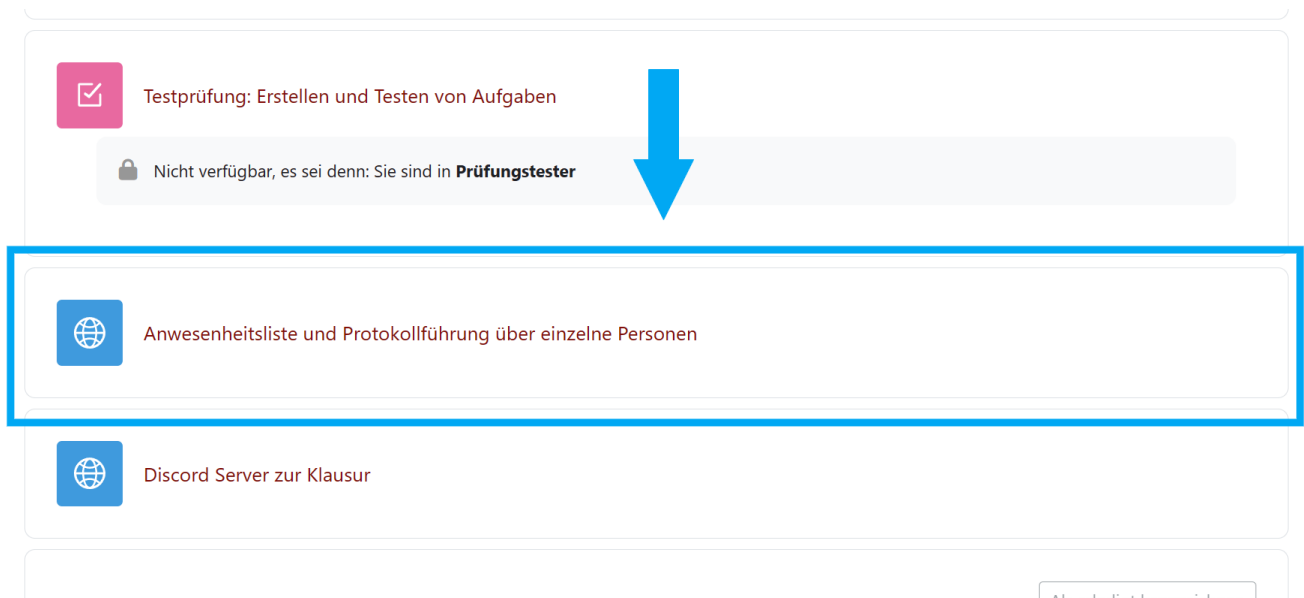 Testprüfung: Erstellen und Testen von Aufgaben
Nicht verfügbar, es sei denn: Sie sind in Prüfungstester
Anwesenheitsliste und Protokollführung über einzelne Personen
Discord Server zur Klausur